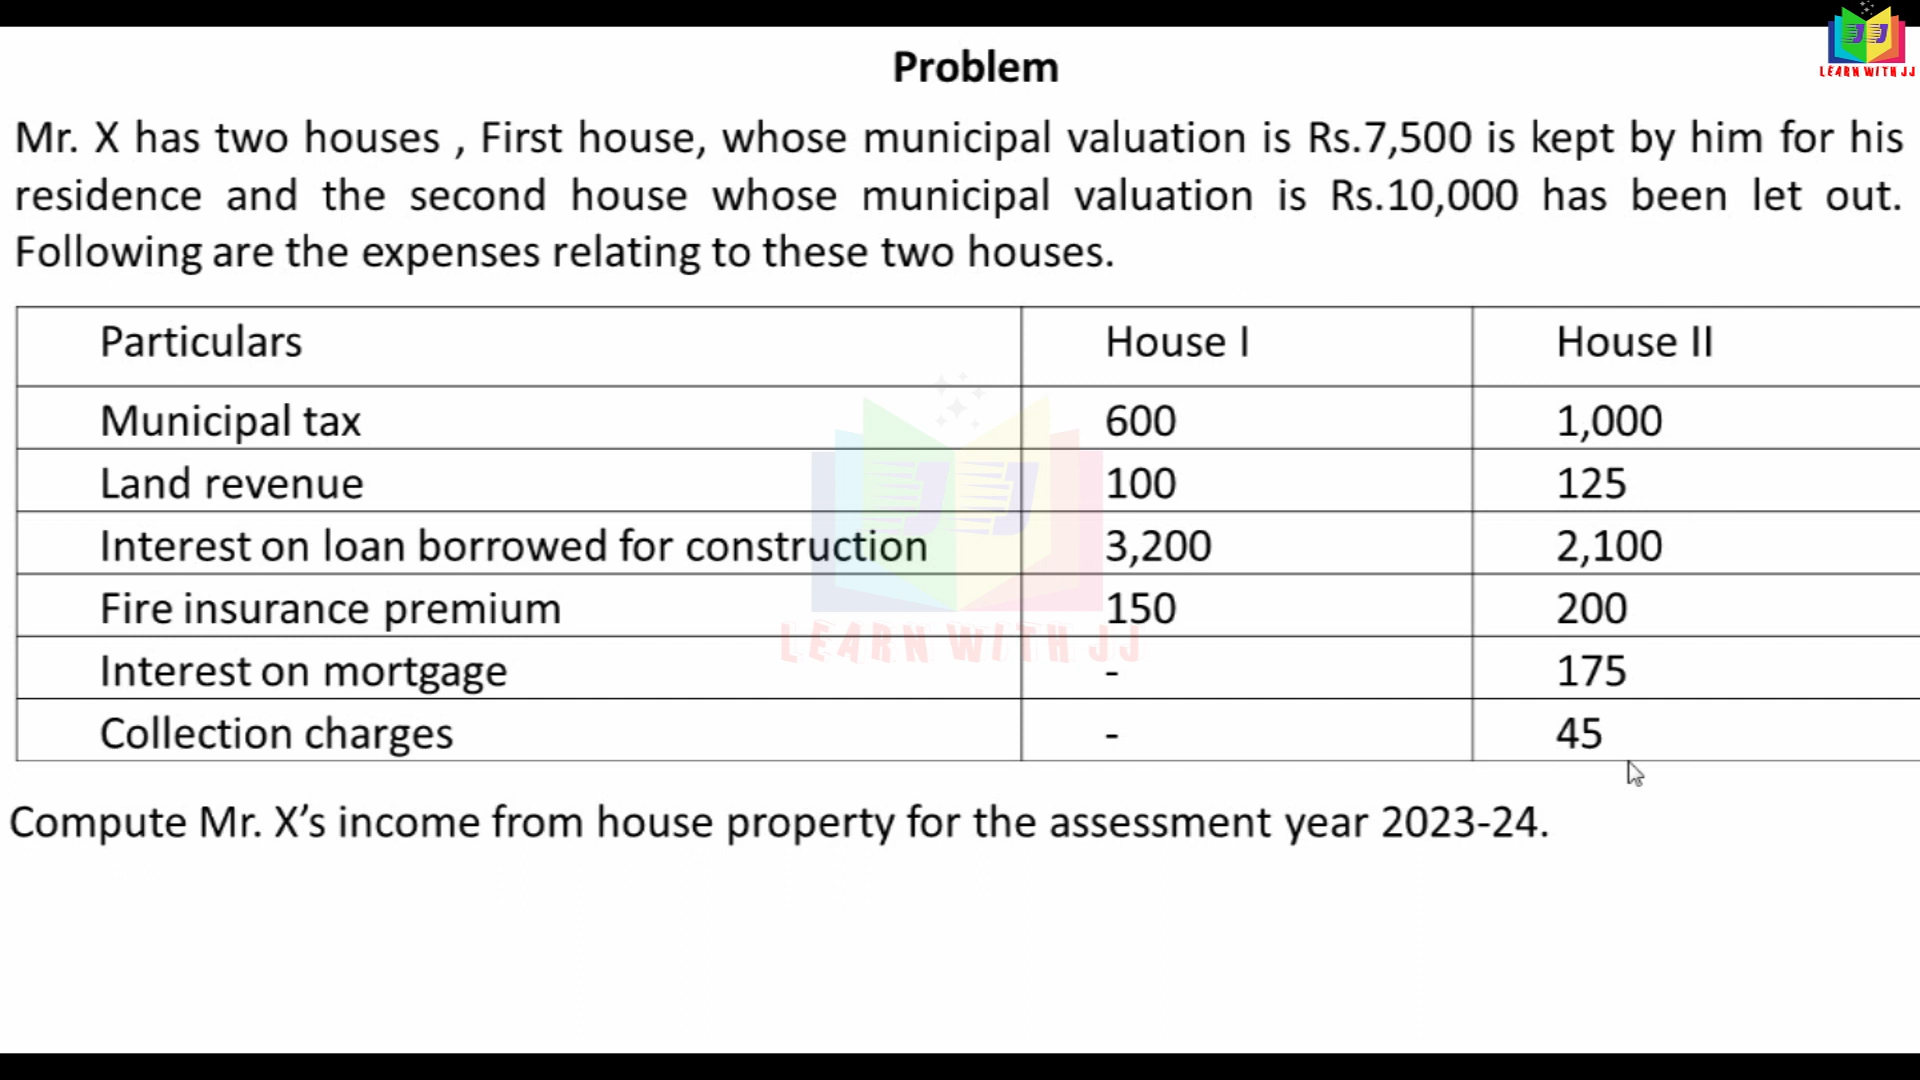 LEARN WITH JJ
Problem
Mr. X has two houses , First house, whose municipal valuation is Rs.7,500 is kept by him for his
residence and the second house whose municipal valuation is Rs.10,000 has been let out.
Following are the expenses relating to these two houses.
Particulars House I House II
Municipal tax 600 1,000
Land revenue 100 125
Interest on loan borrowed for construction 3,200 2,100
Fire insurance premium 150 200
LEARN WITH JJ
Interest on mortgage - 175
Collection charges - 45
Compute Mr. X’s income from house property for the assessment year 2023-24.